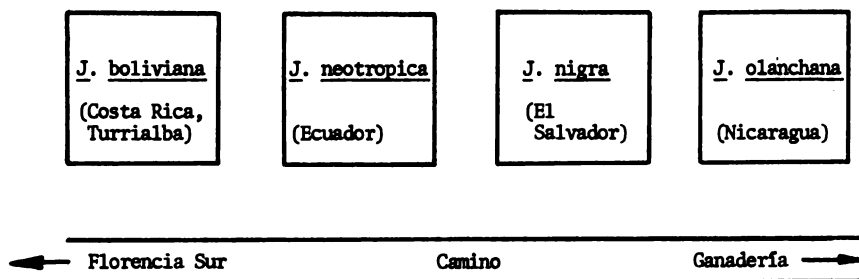 J. boliviana
(Costa Rica,
Turrialba)
J. neotropica
(Ecuador)
J. nigra
(El
Salvador)
J. olanchana
(Nicaragua)
Florencia Sur
Camino
Ganadería